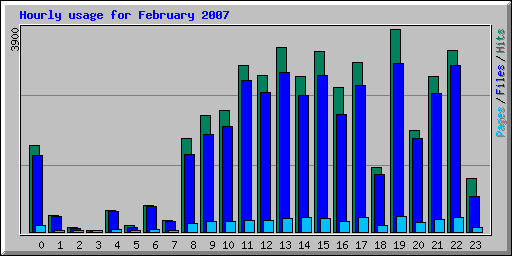 Hourly usage for February 2007
3900
Pages/Files/Hits
0 1 2 3 4 5 6 7 8 9 10 11 12 13 14 15 16 17 18 19 20 21 22 23